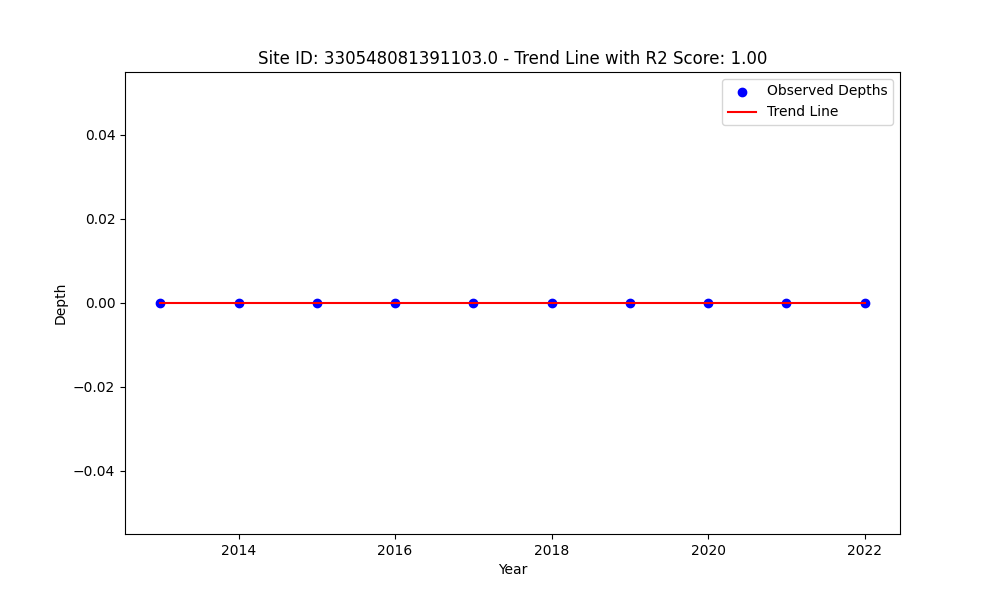 Site ID: 330548081391103.0 - Trend Line with R2 Score: 1.00
Observed Depths
Trend Line
0.04
0.02
0.00
−0.02
−0.04
Depth
2014 2016 2018 2020 2022
Year